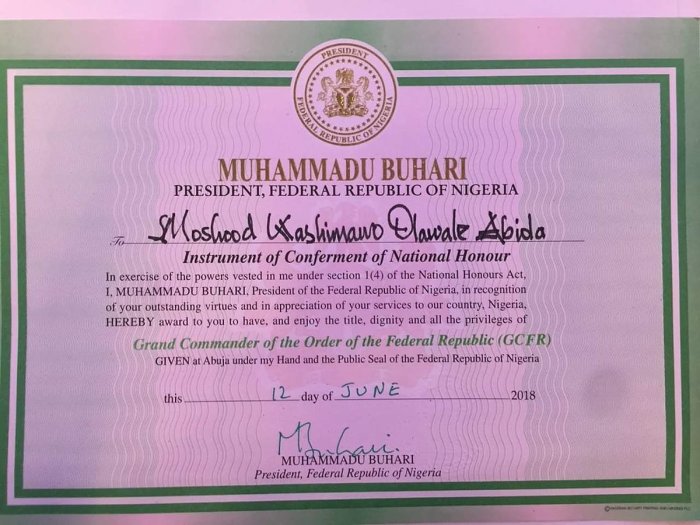 PRESIDENT
FEDERAL REPUBLIC OF NIGERIA
MUHAMMADU BUHARI
PRESIDENT, FEDERAL REPUBLIC OF NIGERIA
To Moshood Kashimawo Olawale Abiola
Instrument of Conferment of National Honour
In exercise of the powers vested in me under section 1(4) of the National Honours Act,
I, MUHAMMADU BUHARI, President of the Federal Republic of Nigeria, in recognition
of your outstanding virtues and in appreciation of your services to our country, Nigeria,
HEREBY award to you to have, and enjoy the title, dignity and all the privileges of
Grand Commander of the Order of the Federal Republic (GCFR)
GIVEN at Abuja under my Hand and the Public Seal of the Federal Republic of Nigeria
this 12 day of JUNE 2018
MBuhari.
MUHAMMADU BUHARI
President, Federal Republic of Nigeria